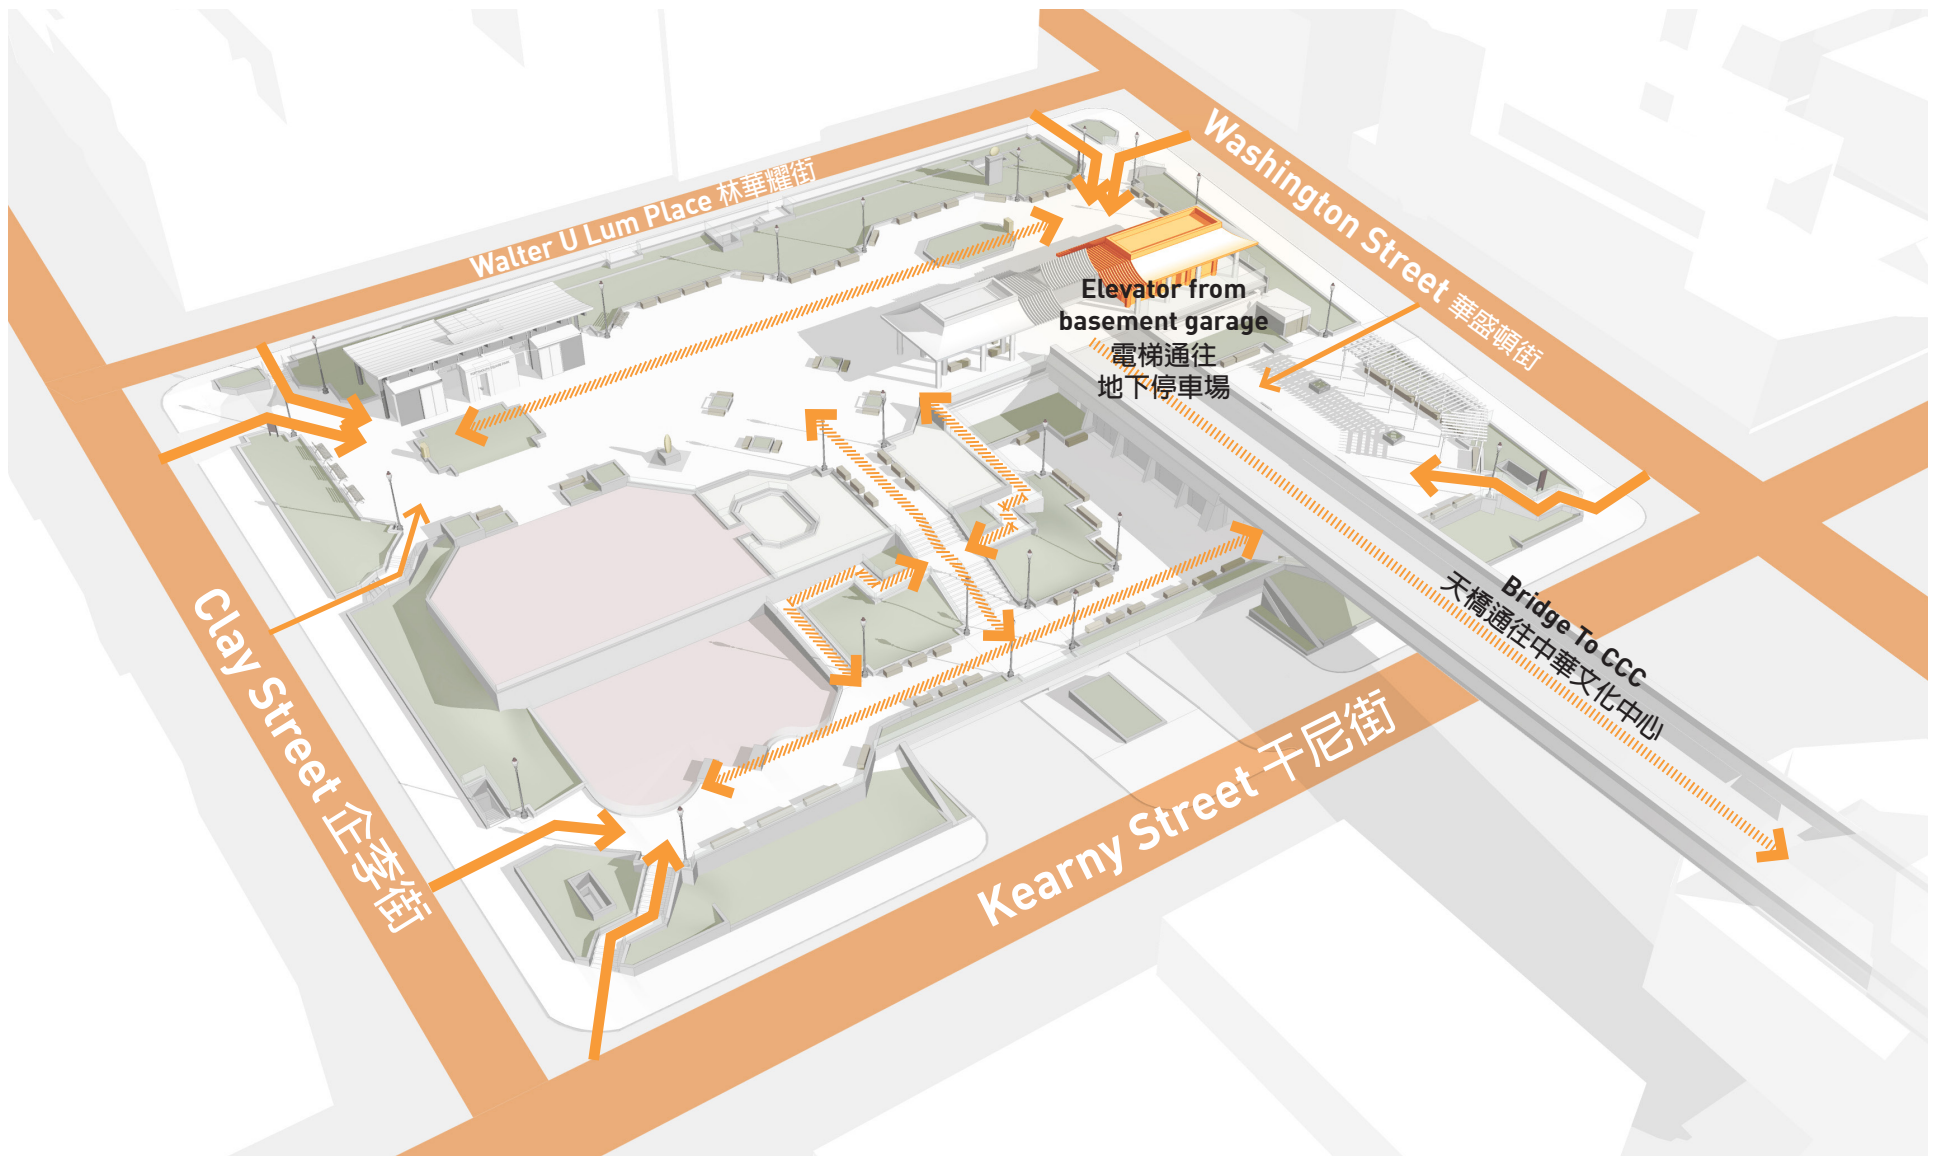 Washington Street 華盛頓街
Walter U Lum Place 林華耀街
Elevator from
basement garage
電梯通往
地下停車場
Bridge To CCC
天橋通往中華文化中心
Clay Street 企李街
Kearny Street 干尼街